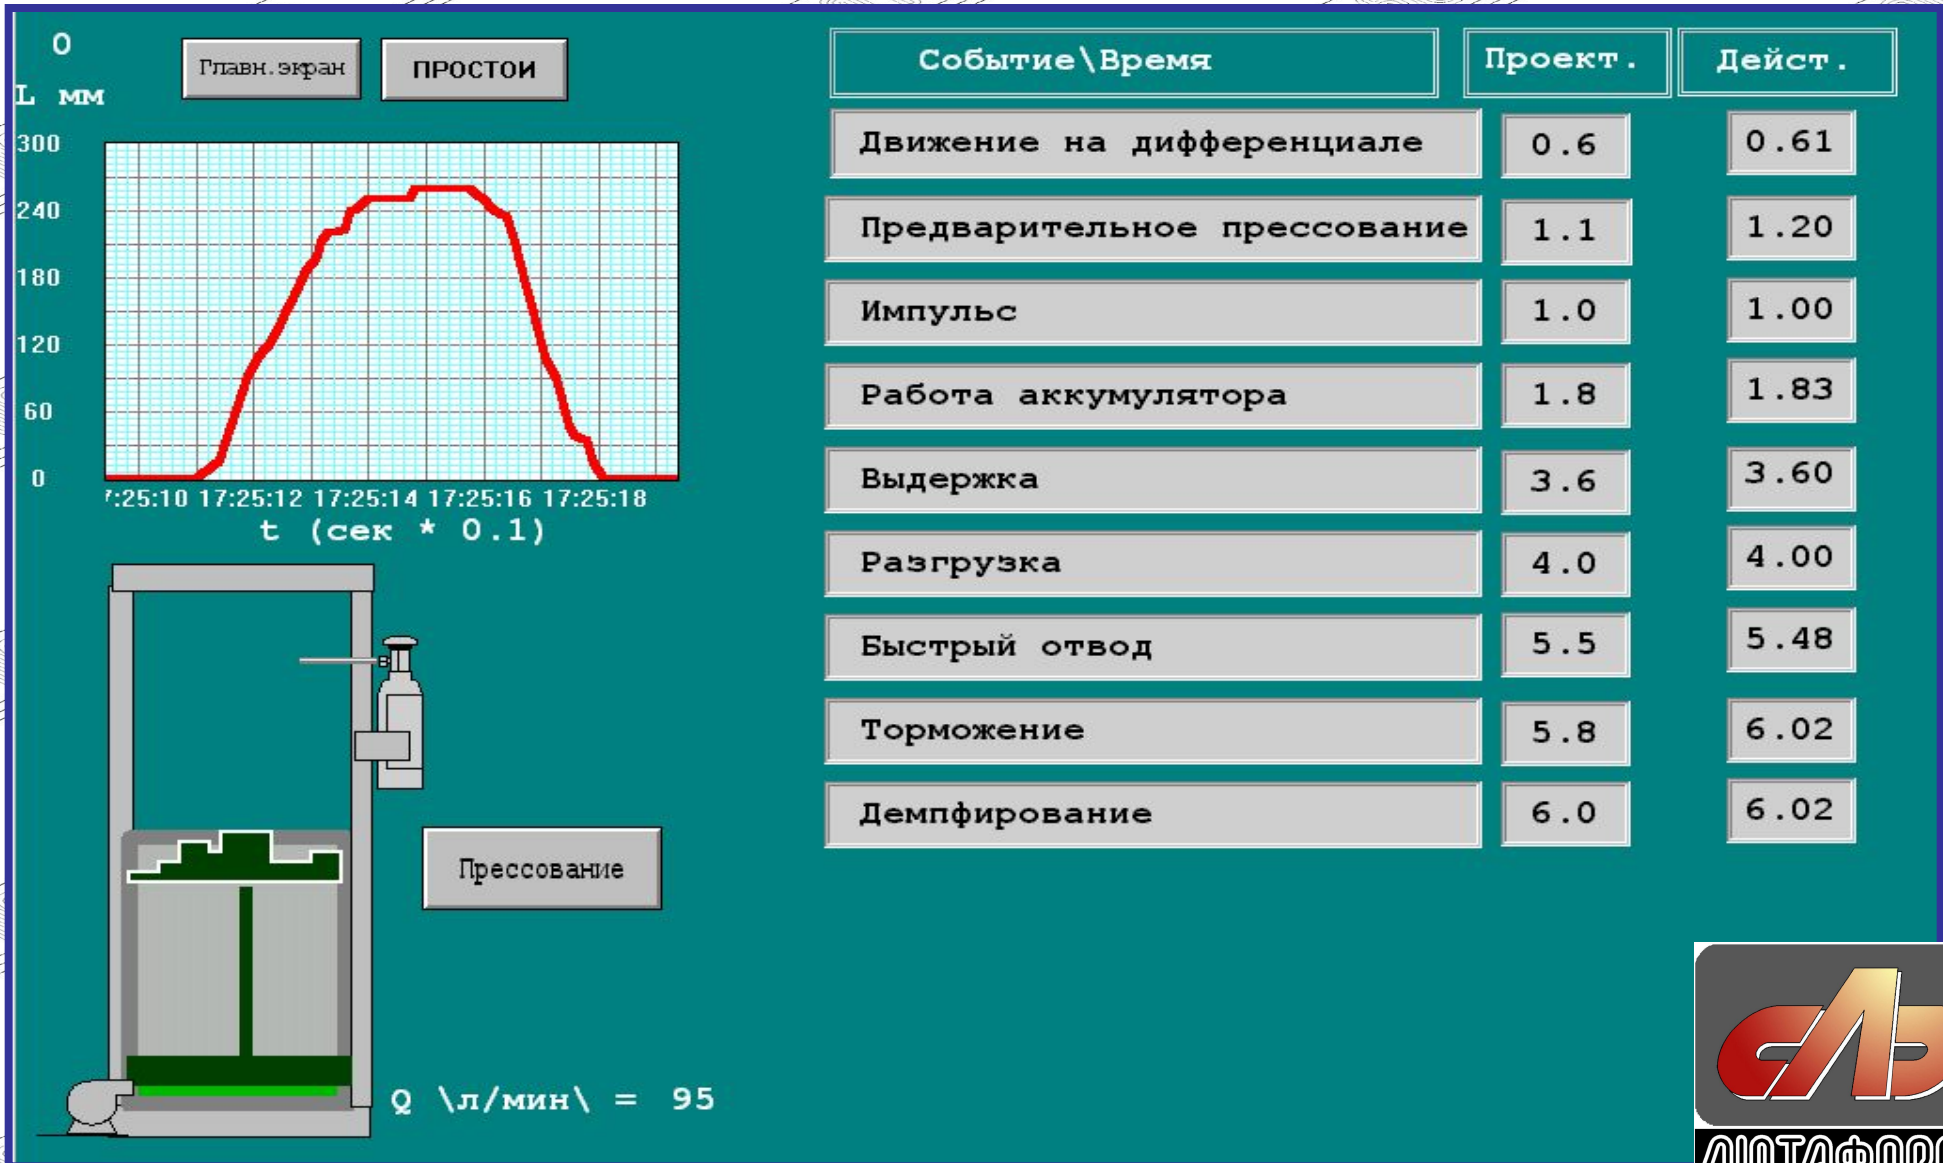 0
L мм
Главн.экран
ПРОСТОИ
300
240
180
120
60
0
:25:10 17:25:12 17:25:14 17:25:16 17:25:18
t (сек * 0.1)
Событие\Время Проект. Дейст.
Движение на дифференциале 0.6 0.61
Предварительное прессование 1.1 1.20
Импульс 1.0 1.00
Работа аккумулятора 1.8 1.83
Выдержка 3.6 3.60
Разгрузка 4.0 4.00
Быстрый отвод 5.5 5.48
Торможение 5.8 6.02
Демпфирование 6.0 6.02
Прессование
Q \л/мин\ = 95